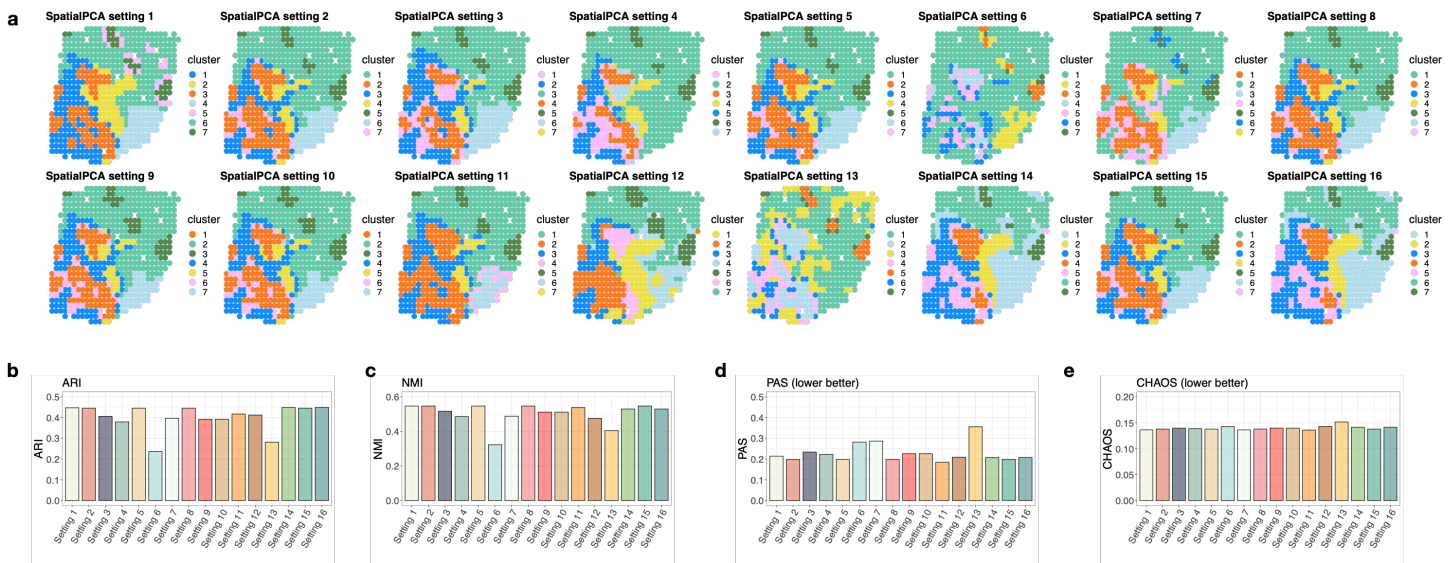 a
SpatialPCA setting 1
cluster
1
2
3
4
5
6
7
SpatialPCA setting 2
cluster
1
2
3
4
5
6
7
SpatialPCA setting 3
cluster
1
2
3
4
5
6
7
SpatialPCA setting 4
cluster
1
2
3
4
5
6
7
SpatialPCA setting 5
cluster
1
2
3
4
5
6
7
SpatialPCA setting 6
cluster
1
2
3
4
5
6
7
SpatialPCA setting 7
cluster
1
2
3
4
5
6
7
SpatialPCA setting 8
cluster
1
2
3
4
5
6
7
SpatialPCA setting 9
cluster
1
2
3
4
5
6
7
SpatialPCA setting 10
cluster
1
2
3
4
5
6
7
SpatialPCA setting 11
cluster
1
2
3
4
5
6
7
SpatialPCA setting 12
cluster
1
2
3
4
5
6
7
SpatialPCA setting 13
cluster
1
2
3
4
5
6
7
SpatialPCA setting 14
cluster
1
2
3
4
5
6
7
SpatialPCA setting 15
cluster
1
2
3
4
5
6
7
SpatialPCA setting 16
cluster
1
2
3
4
5
6
7
b
ARI
ARI
0.5
0.4
0.3
0.2
0.1
0.0
Setting 1
Setting 2
Setting 3
Setting 4
Setting 5
Setting 6
Setting 7
Setting 8
Setting 9
Setting 10
Setting 11
Setting 12
Setting 13
Setting 14
Setting 15
Setting 16
c
NMI
NMI
0.6
0.4
0.2
0.0
Setting 1
Setting 2
Setting 3
Setting 4
Setting 5
Setting 6
Setting 7
Setting 8
Setting 9
Setting 10
Setting 11
Setting 12
Setting 13
Setting 14
Setting 15
Setting 16
d
PAS (lower better)
PAS
0.5
0.4
0.3
0.2
0.1
0.0
Setting 1
Setting 2
Setting 3
Setting 4
Setting 5
Setting 6
Setting 7
Setting 8
Setting 9
Setting 10
Setting 11
Setting 12
Setting 13
Setting 14
Setting 15
Setting 16
e
CHAOS (lower better)
CHAOS
0.20
0.15
0.10
0.05
0.00
Setting 1
Setting 2
Setting 3
Setting 4
Setting 5
Setting 6
Setting 7
Setting 8
Setting 9
Setting 10
Setting 11
Setting 12
Setting 13
Setting 14
Setting 15
Setting 16